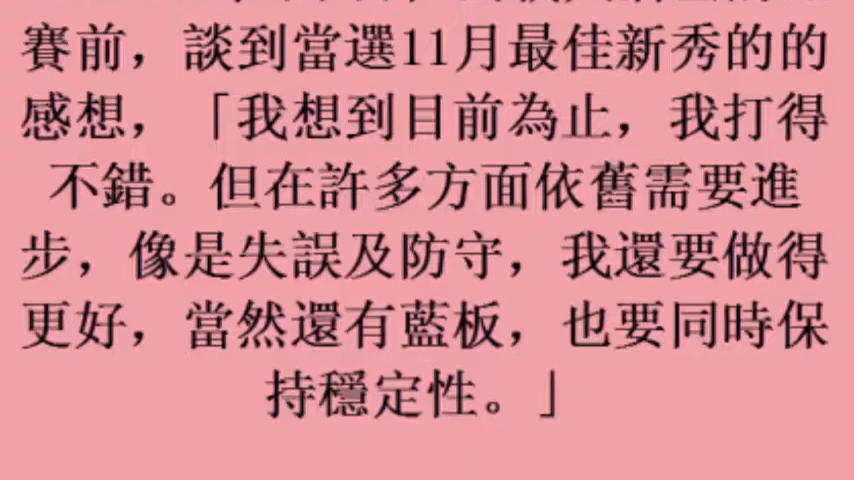 賽前，談到當選11月最佳新秀的的
感想，「我想到目前為止，我打得
不錯。但在許多方面依舊需要進
步，像是失誤及防守，我還要做得
更好，當然還有藍板，也要同時保
持穩定性。」